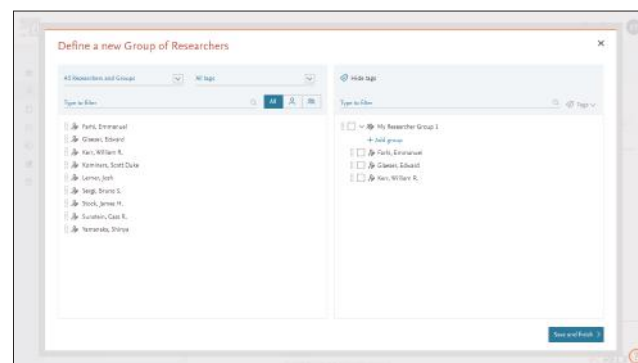 Define a new Group of Researchers
All Researchers and Groups
All tags
Type to filter
All
Farhi, Emmanuel
Glaeser, Edward
Kerr, William R.
Kominers, Scott Duke
Lerner, Josh
Sergi, Bruno S.
Stock, James H.
Sunstein, Cass R.
Yamanaka, Shinya
Hide tags
Type to filter
Tags
My Researcher Group 1
+ Add group
Farhi, Emmanuel
Glaeser, Edward
Kerr, William R.
Save and Finish